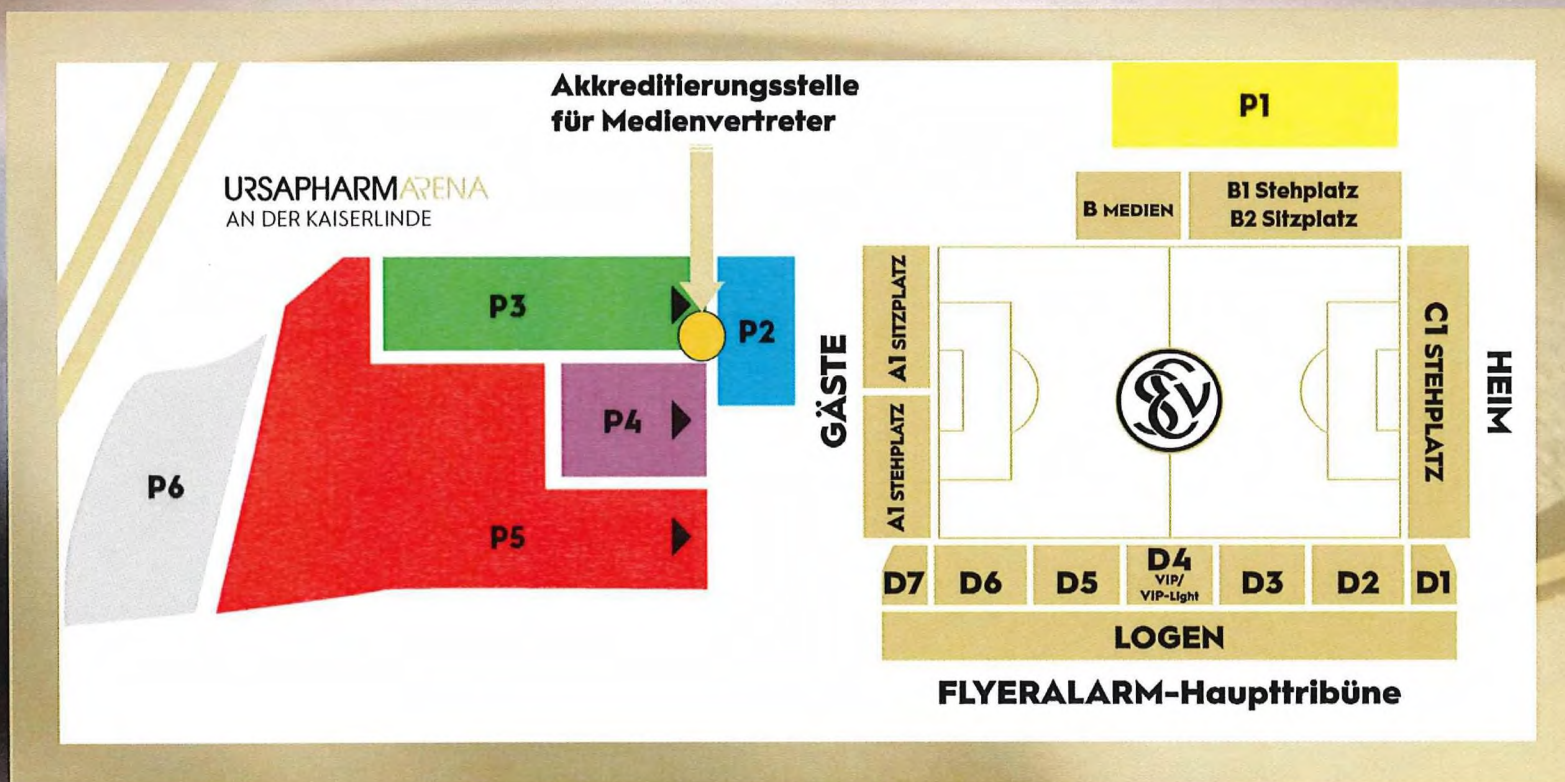 Akkreditierungsstelle
für Medienvertreter
URSAPHARMARENA
AN DER KAISERLINDE
P1
B MEDIEN
B1 Stehplatz
B2 Sitzplatz
P3
P2
P4
P5
P6
GÄSTE
A1 SITZPLATZ
A1 STEHPLATZ
SVE
C1 STEHPLATZ
HEIM
D7
D6
D5
D4
VIP/
VIP-Light
D3
D2
D1
LOGEN
FLYERALARM-Haupttribüne